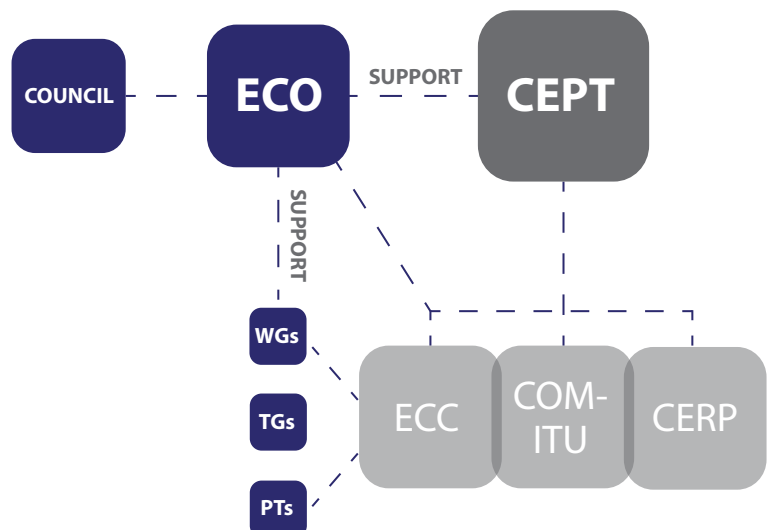 COUNCIL
ECO
SUPPORT
CEPT
SUPPORT
WGs
TGs
PTs
ECC
COM-
ITU
CERP